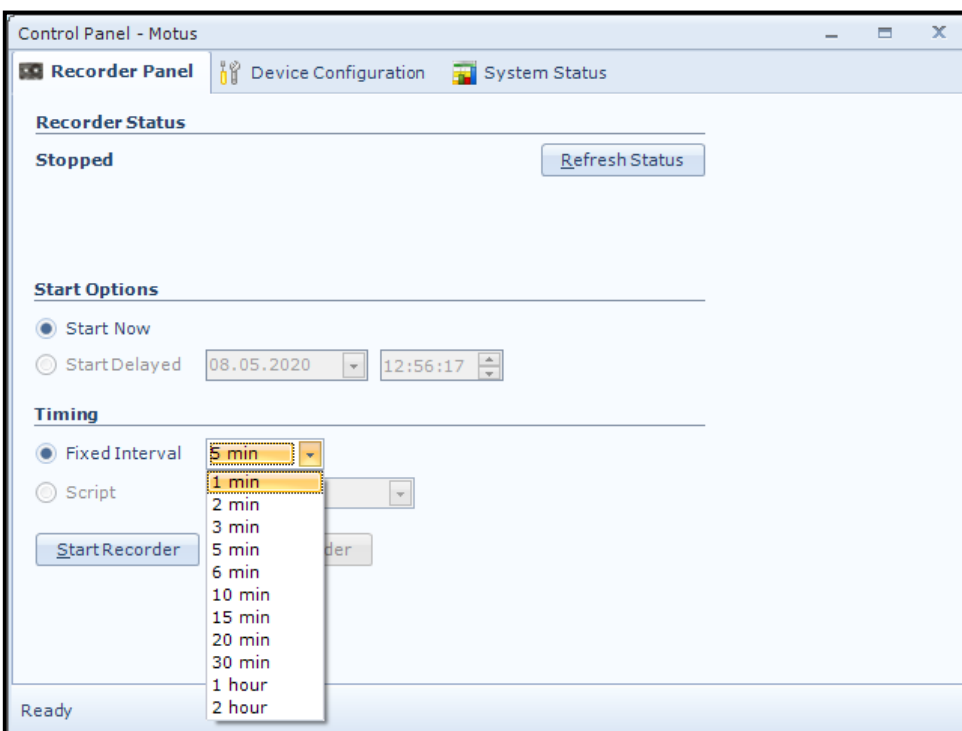 Control Panel - Motus
Recorder Panel Device Configuration System Status
Recorder Status
Stopped Refresh Status
Start Options
Start Now
Start Delayed 08.05.2020 12:56:17
Timing
Fixed Interval 5 min
1 min
Script
2 min
3 min
Start Recorder
5 min
6 min
10 min
15 min
20 min
30 min
1 hour
2 hour
Ready